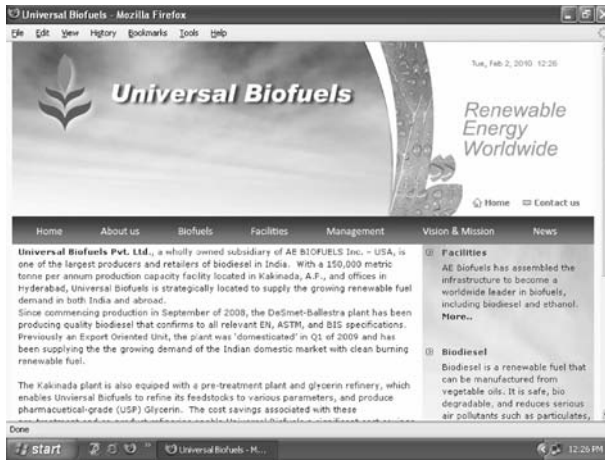 Universal Biofuels - Mozilla Firefox
File Edit View History Bookmarks Tools Help
Tue, Feb 2, 2010 12:26
Universal Biofuels
Renewable
Energy
Worldwide
Home Contact us
Home About us Biofuels Facilities Management Vision & Mission News
Universal Biofuels Pvt. Ltd., a wholly owned subsidiary of AE BIOFUELS Inc. – USA, is
one of the largest producers and retailers of biodiesel in India. With a 150,000 metric
tonne per annum production capacity facility located in Kakinada, A.P., and offices in
Hyderabad, Universal Biofuels is strategically located to supply the growing renewable fuel
demand in both India and abroad.
Since commencing production in September of 2008, the DeSmet-Ballestra plant has been
producing quality biodiesel that confirms to all relevant EN, ASTM, and BIS specifications.
Previously an Export Oriented Unit, the plant was 'domesticated' in Q1 of 2009 and has
been supplying the the growing demand of the Indian domestic market with clean burning
renewable fuel.
The Kakinada plant is also equiped with a pre-treatment plant and glycerin refinery, which
enables Unviersal Biofuels to refine its feedstocks to various parameters, and produce
pharmacuetical-grade (USP) Glycerin. The cost savings associated with these
Facilities
AE Biofuels has assembled the
infrastructure to become a
worldwide leader in biofuels,
including biodiesel and ethanol.
More..
Biodiesel
Biodiesel is a renewable fuel that
can be manufactured from
vegetable oils. It is safe, bio
degradable, and reduces serious
air pollutants such as particulates,
Done
start Universal Biofuels - M... 12:26 PM